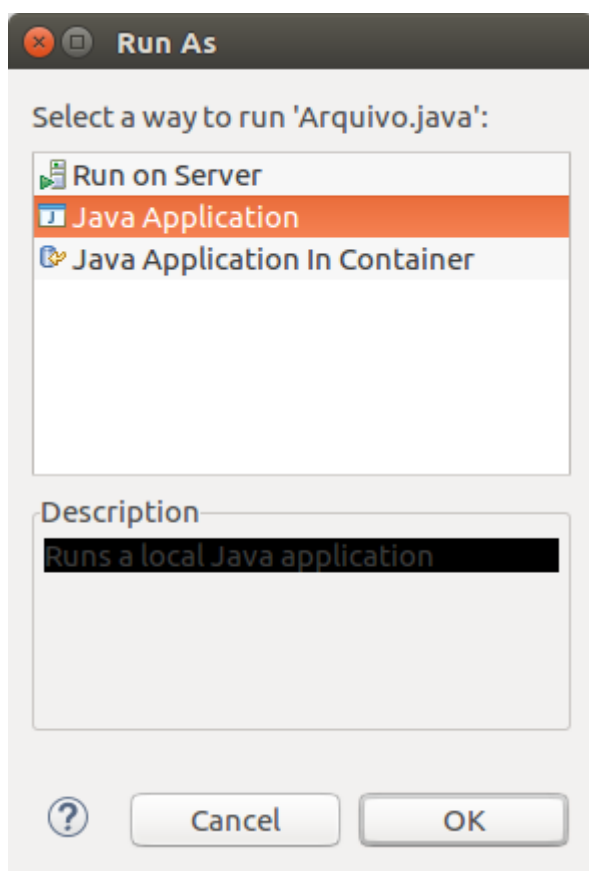 Run As
Select a way to run 'Arquivo.java':
Run on Server
Java Application
Java Application In Container
Description
Runs a local Java application
Cancel
OK